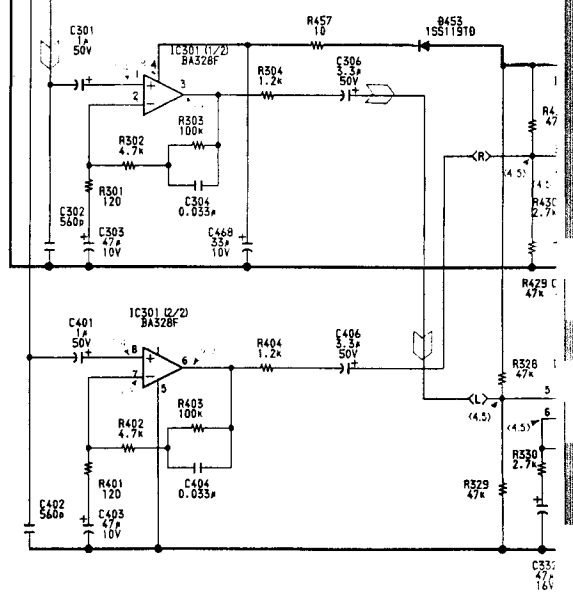 R457
10
D453
1SS119TD
C301
1µ
50V
IC301 (1/2)
BA328F
4
1
+
2
−
3
R304
1.2k
C306
3.3µ
50V
R303
100k
R302
4.7k
R301
120
C304
0.033µ
C302
560p
C303
47µ
10V
C468
33µ
10V
(R)
(4.5)
47
2.7k
R429
47k
IC301 (2/2)
BA328F
C401
1µ
50V
8
+
7
−
6
5
R404
1.2k
C406
3.3µ
50V
R403
100k
R402
4.7k
R401
120
C404
0.033µ
C402
560p
C403
47µ
10V
(L)
(4.5)
R328
47k
5
6
(4.5)
R330
2.7k
R329
47k
47µ
16V